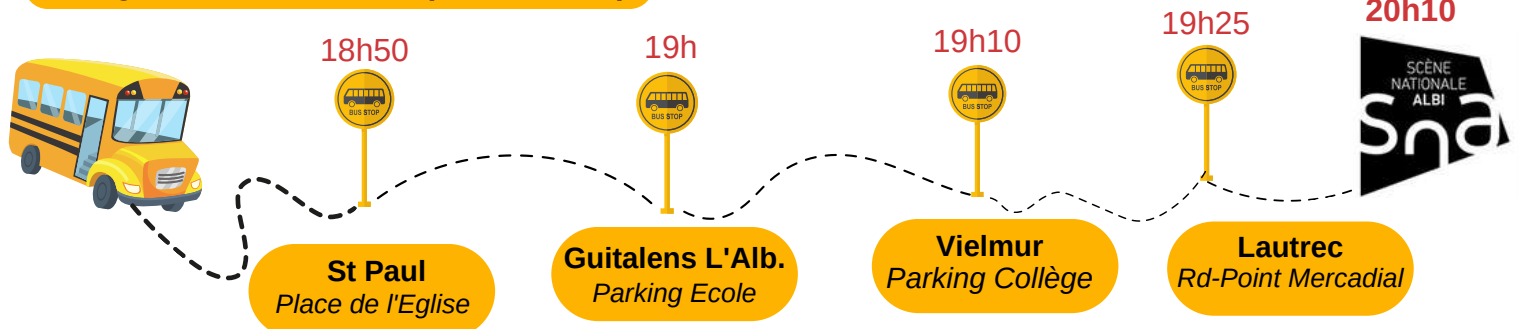 18h50
19h
19h10
19h25
20h10
BUS STOP
BUS STOP
BUS STOP
BUS STOP
SCÈNE
NATIONALE
ALBI
sna
St Paul
Place de l'Eglise
Guitalens L'Alb.
Parking Ecole
Vielmur
Parking Collège
Lautrec
Rd-Point Mercadial